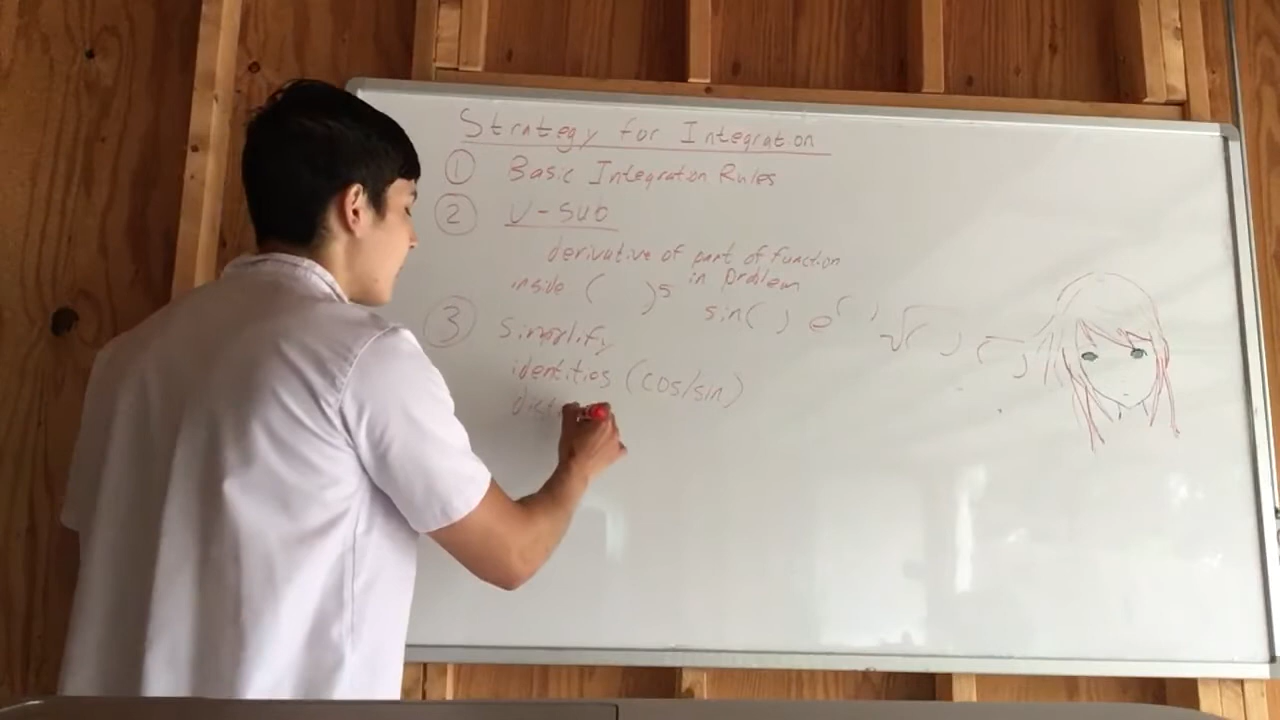 Strategy for Integration
1 Basic Integration Rules
2 U-sub
derivative of part of function
inside ( )5 in problem
sin( ) e( ) √( ) ( )
3 Simplify
identities (cos/sin)
dist